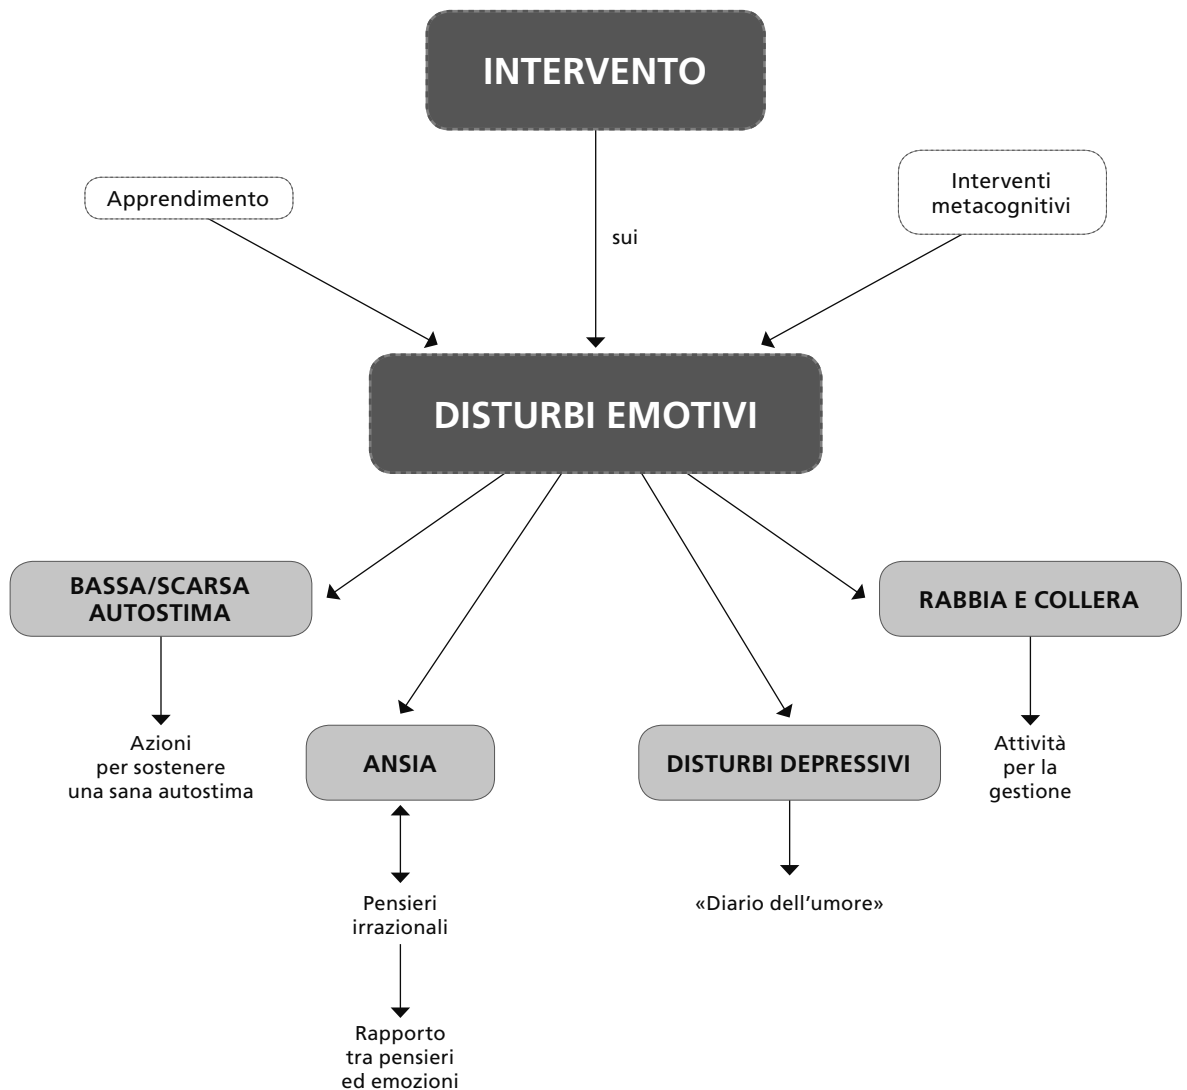 INTERVENTO
Apprendimento
Interventi
metacognitivi
sui
DISTURBI EMOTIVI
BASSA/SCARSA
AUTOSTIMA
RABBIA E COLLERA
Azioni
per sostenere
una sana autostima
ANSIA
DISTURBI DEPRESSIVI
Attività
per la
gestione
Pensieri
irrazionali
«Diario dell'umore»
Rapporto
tra pensieri
ed emozioni